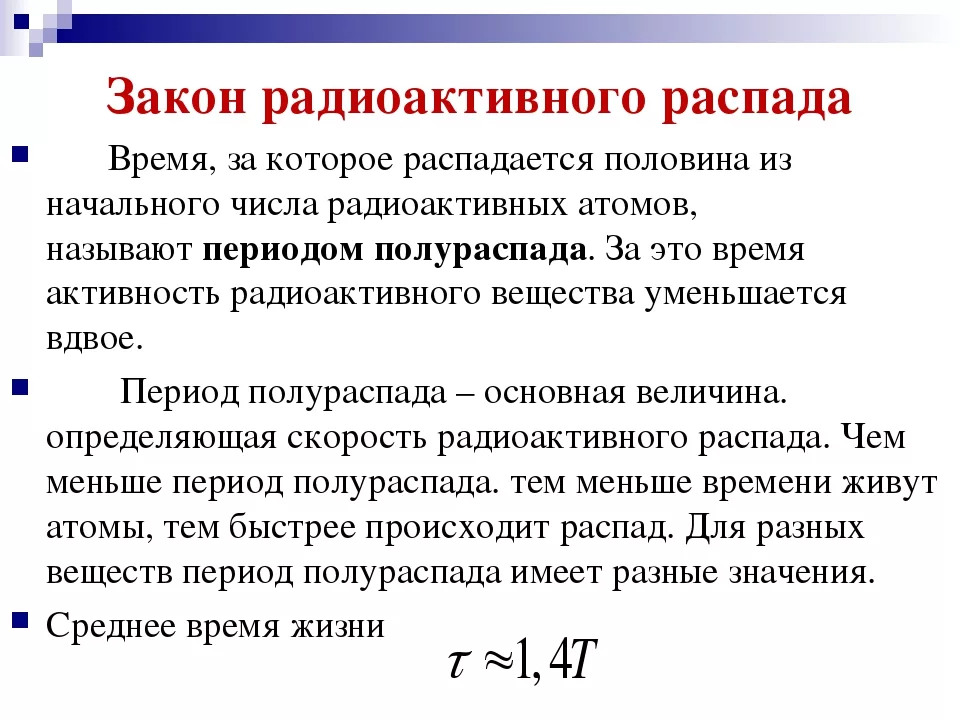 Закон радиоактивного распада
Время, за которое распадается половина из
начального числа радиоактивных атомов,
называют периодом полураспада. За это время
активность радиоактивного вещества уменьшается
вдвое.
Период полураспада – основная величина.
определяющая скорость радиоактивного распада. Чем
меньше период полураспада. тем меньше времени живут
атомы, тем быстрее происходит распад. Для разных
веществ период полураспада имеет разные значения.
Среднее время жизни
τ ≈1, 4T